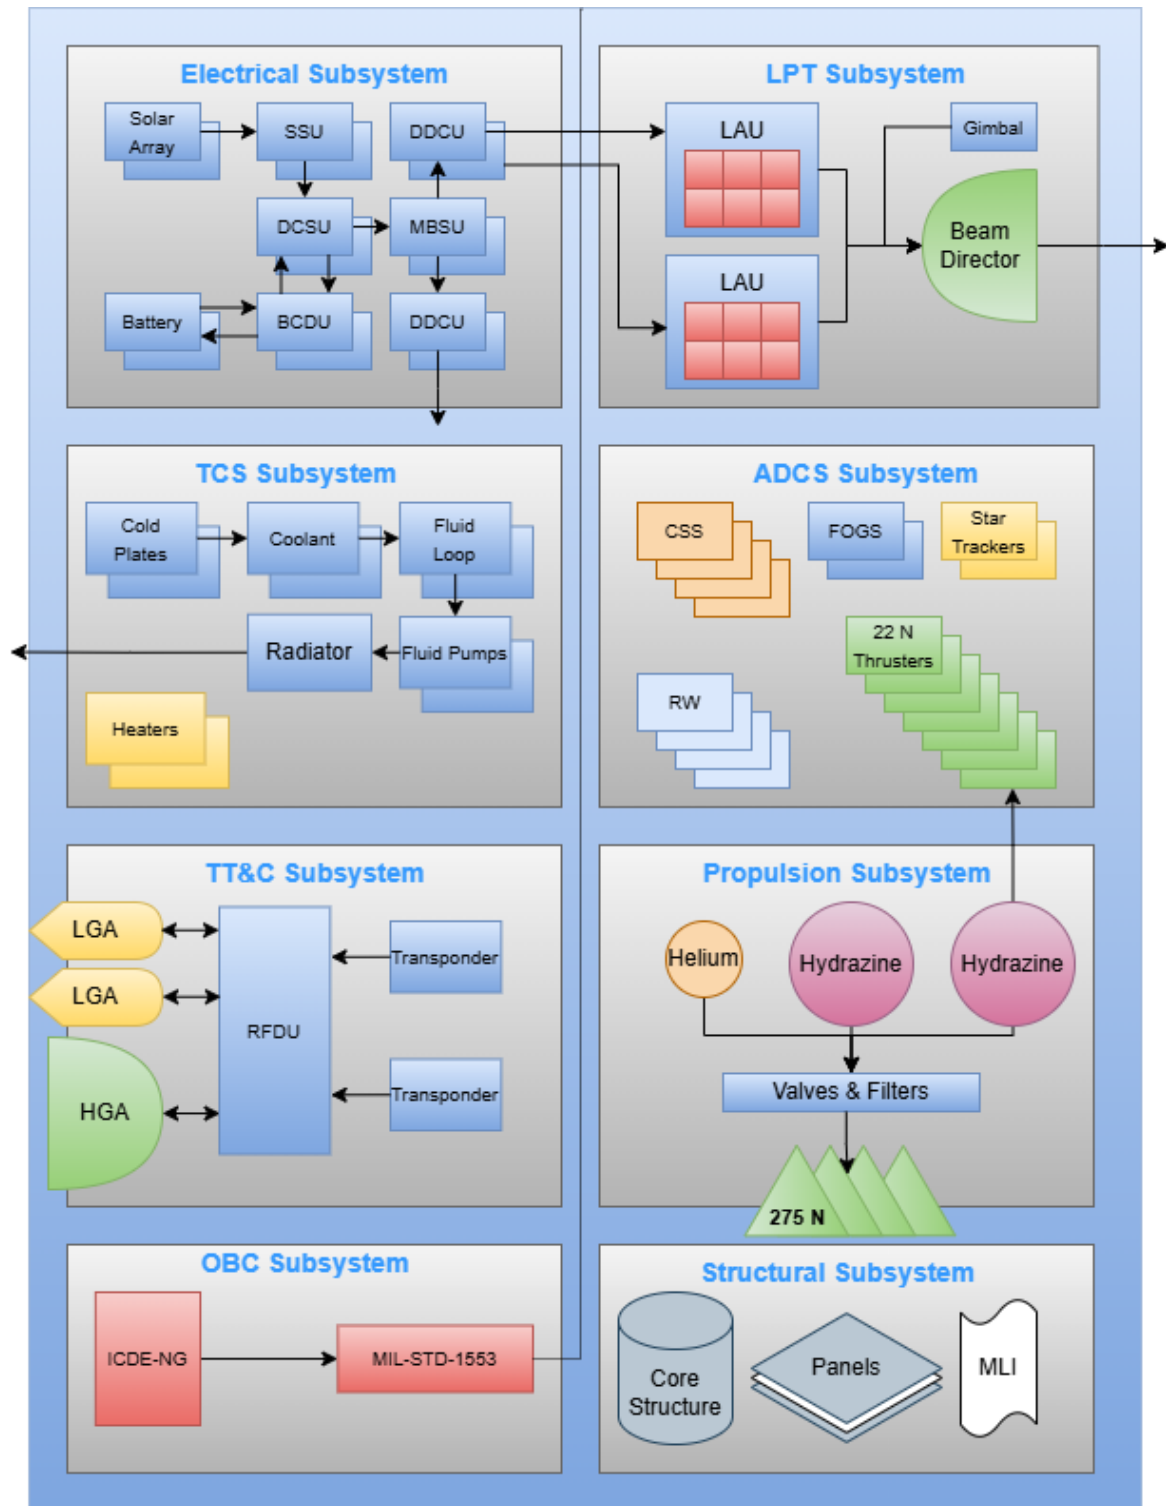 Electrical Subsystem
Solar
Array
SSU
DDCU
DCSU
MBSU
Battery
BCDU
DDCU
LPT Subsystem
LAU
Gimbal
Beam
Director
LAU
TCS Subsystem
Cold
Plates
Coolant
Fluid
Loop
Radiator
Fluid Pumps
Heaters
ADCS Subsystem
CSS
FOGS
Star
Trackers
22 N
Thrusters
RW
TT&C Subsystem
LGA
Transponder
LGA
RFDU
HGA
Transponder
Propulsion Subsystem
Helium
Hydrazine
Hydrazine
Valves & Filters
275 N
OBC Subsystem
ICDE-NG
MIL-STD-1553
Structural Subsystem
Core
Structure
Panels
MLI